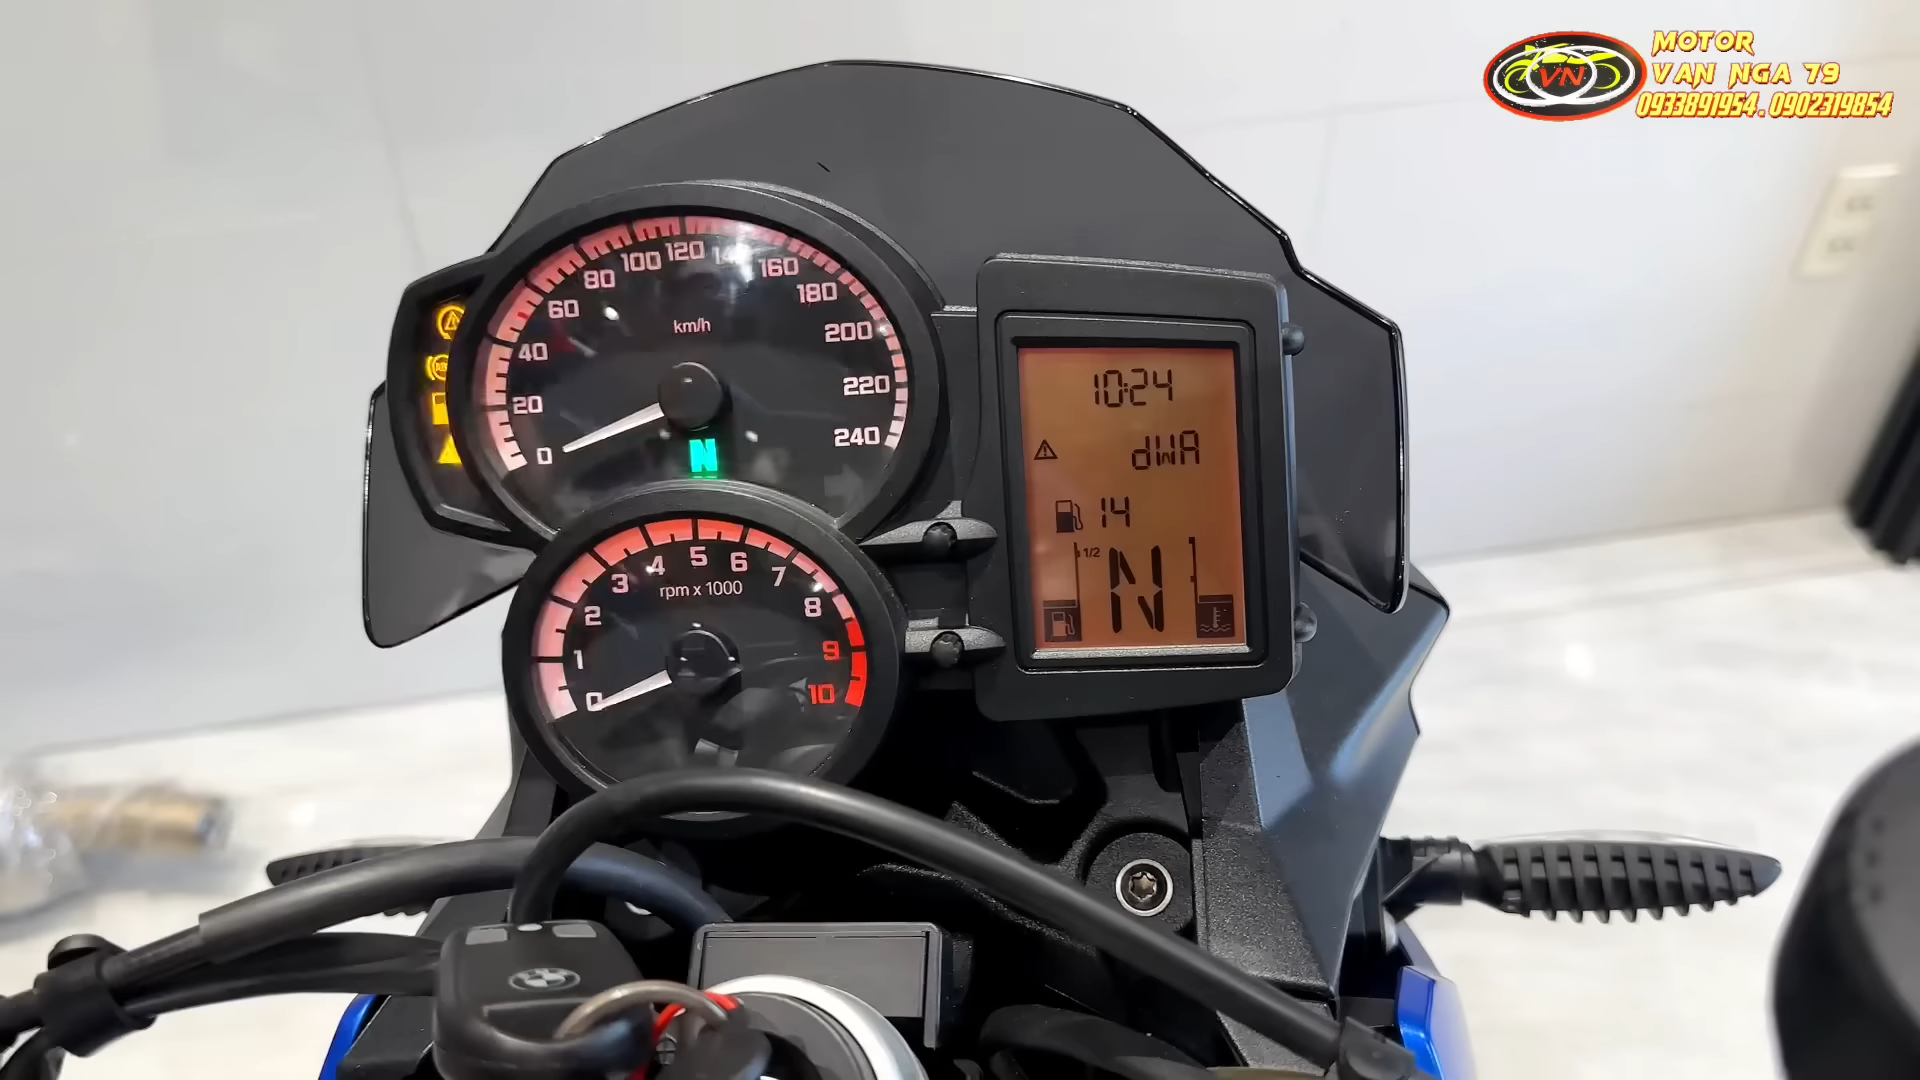 MOTOR
VAN NGA 79
0933891954.0902319854
VN
0 20 40 60 80 100 120 160 180 200 220 240
km/h
N
0 1 2 3 4 5 6 7 8 9 10
rpm x 1000
10:24
dWA
14
1/2
N